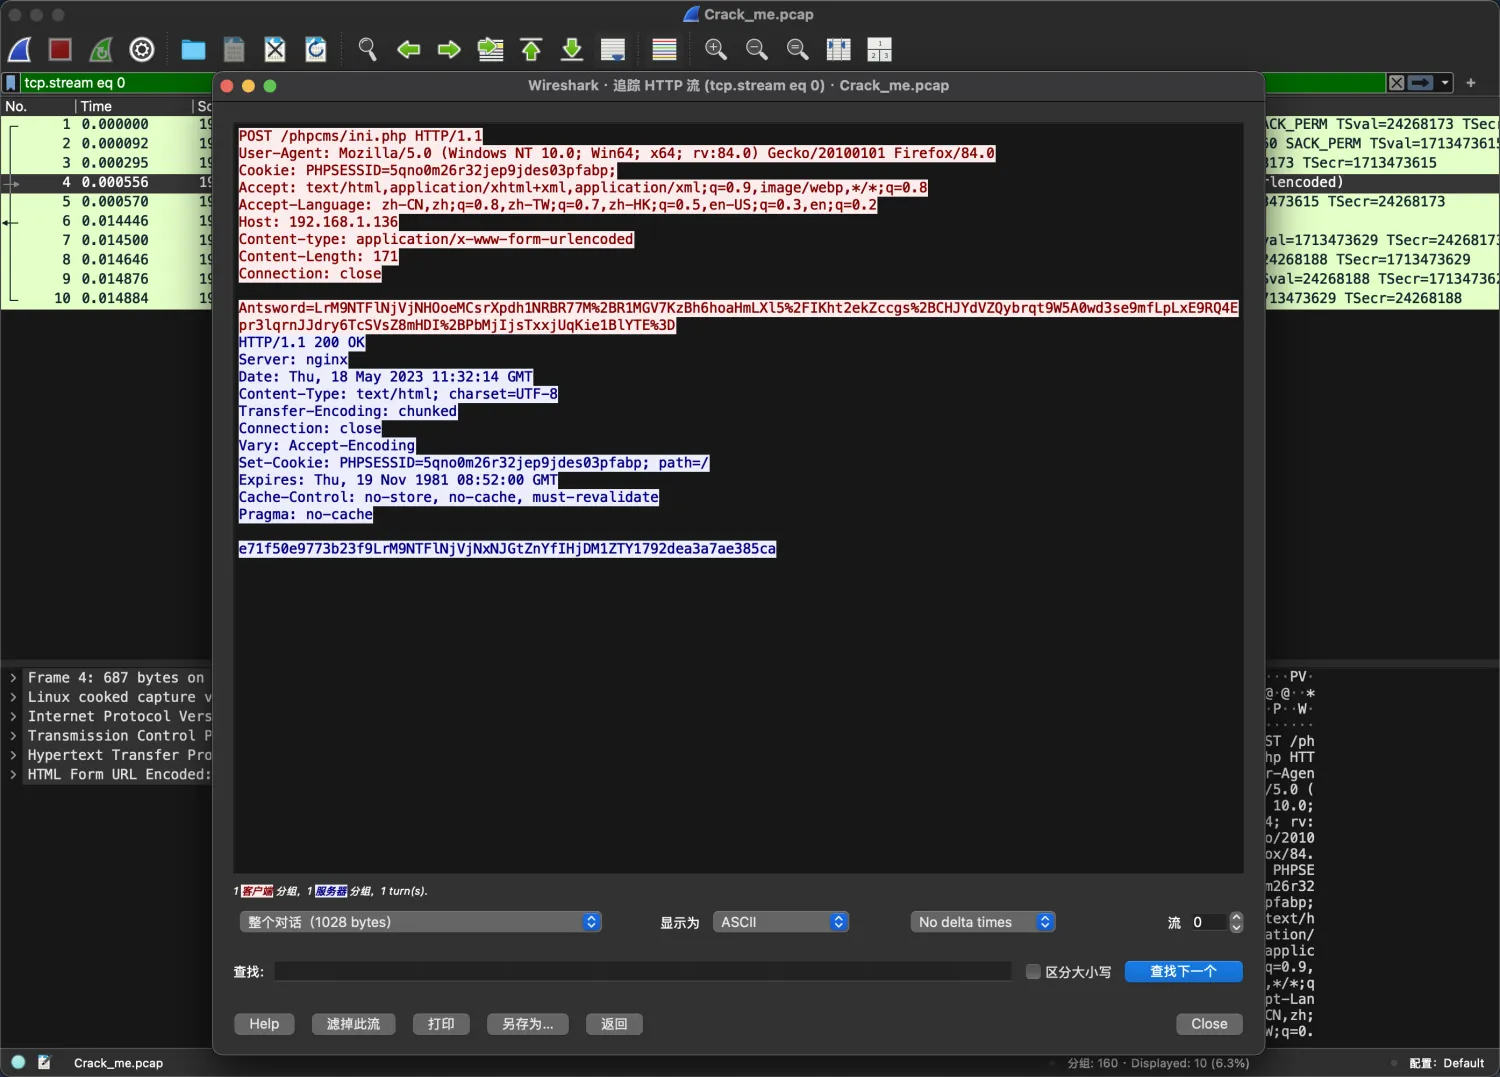 Crack_me.pcap
tcp.stream eq 0
Wireshark · 追踪 HTTP 流 (tcp.stream eq 0) · Crack_me.pcap
No. Time
1 0.000000 19
2 0.000092 19
3 0.000295 19
4 0.000556 19
5 0.000570 19
6 0.014446 19
7 0.014500 19
8 0.014646 19
9 0.014876 19
10 0.014884 19
ACK_PERM TSval=24268173 TSecr
60 SACK_PERM TSval=1713473615
8173 TSecr=1713473615
rlencoded)
3473615 TSecr=24268173
val=1713473629 TSecr=2426817
24268188 TSecr=1713473629
Sval=24268188 TSecr=171347362
713473629 TSecr=24268188
POST /phpcms/ini.php HTTP/1.1
User-Agent: Mozilla/5.0 (Windows NT 10.0; Win64; x64; rv:84.0) Gecko/20100101 Firefox/84.0
Cookie: PHPSESSID=5qno0m26r32jep9jdes03pfabp;
Accept: text/html,application/xhtml+xml,application/xml;q=0.9,image/webp,*/*;q=0.8
Accept-Language: zh-CN,zh;q=0.8,zh-TW;q=0.7,zh-HK;q=0.5,en-US;q=0.3,en;q=0.2
Host: 192.168.1.136
Content-type: application/x-www-form-urlencoded
Content-Length: 171
Connection: close
Antsword=LrM9NTFlNjVjNHOoeMCsrXpdh1NRBR77M%2BR1MGV7KzBh6hoaHmLXl5%2FIKht2ekZccgs%2BCHJYdVZQybrqt9W5A0wd3se9mfLpLxE9RQ4E
pr3lqrnJJdry6TcSVsZ8mHDI%2BPbMjIjsTxxjUqKie1BlYTE%3D
HTTP/1.1 200 OK
Server: nginx
Date: Thu, 18 May 2023 11:32:14 GMT
Content-Type: text/html; charset=UTF-8
Transfer-Encoding: chunked
Connection: close
Vary: Accept-Encoding
Set-Cookie: PHPSESSID=5qno0m26r32jep9jdes03pfabp; path=/
Expires: Thu, 19 Nov 1981 08:52:00 GMT
Cache-Control: no-store, no-cache, must-revalidate
Pragma: no-cache
e71f50e9773b23f9LrM9NTFlNjVjNxNJGtZnYfIHjDM1ZTY1792dea3a7ae385ca
Frame 4: 687 bytes on
Linux cooked capture v
Internet Protocol Vers
Transmission Control P
Hypertext Transfer Pro
HTML Form URL Encoded:
···PV·
@·@··*
·P··W·
······
ST /ph
hp HTT
r-Agen
/5.0 (
10.0;
4; rv:
o/2010
ox/84.
PHPSE
m26r32
pfabp;
text/h
ation/
applic
q=0.9,
,*/*;q
pt-Lan
CN,zh;
W;q=0.
1 客户端 分组, 1 服务器 分组, 1 turn(s).
整个对话 (1028 bytes) 显示为 ASCII No delta times 流 0
查找: 区分大小写 查找下一个
Help 滤掉此流 打印 另存为... 返回 Close
Crack_me.pcap 分组: 160 · Displayed: 10 (6.3%) 配置: Default